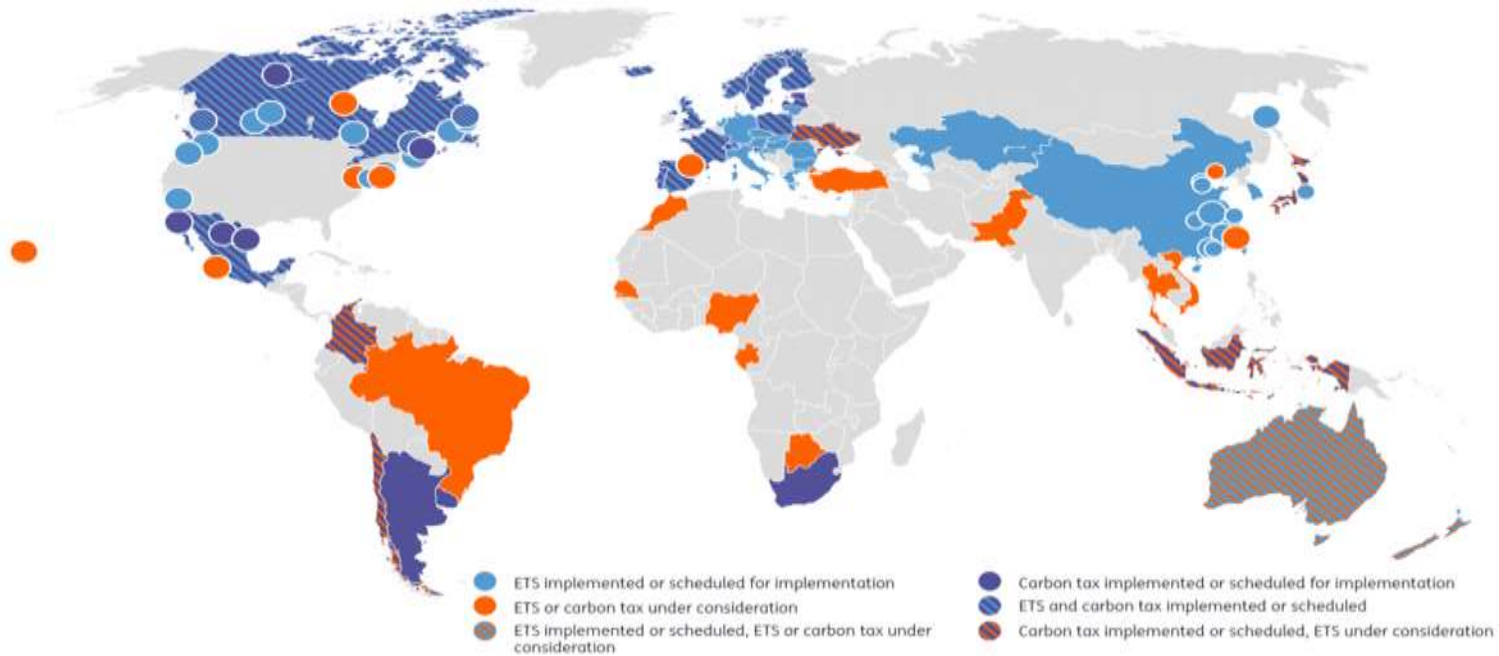 ETS implemented or scheduled for implementation
ETS or carbon tax under consideration
ETS implemented or scheduled, ETS or carbon tax under
consideration
Carbon tax implemented or scheduled for implementation
ETS and carbon tax implemented or scheduled
Carbon tax implemented or scheduled, ETS under consideration